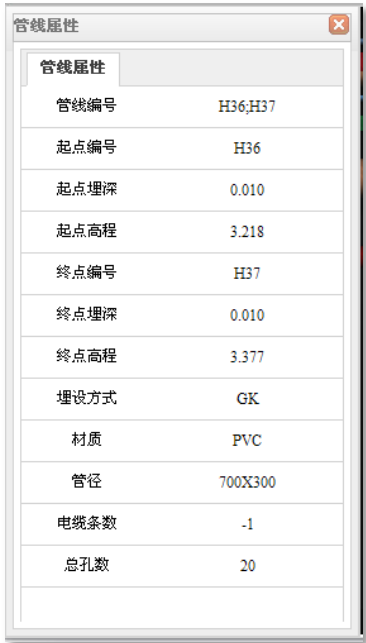 管线属性
管线属性
管线编号 H36;H37
起点编号 H36
起点埋深 0.010
起点高程 3.218
终点编号 H37
终点埋深 0.010
终点高程 3.377
埋设方式 GK
材质 PVC
管径 700X300
电缆条数 -1
总孔数 20